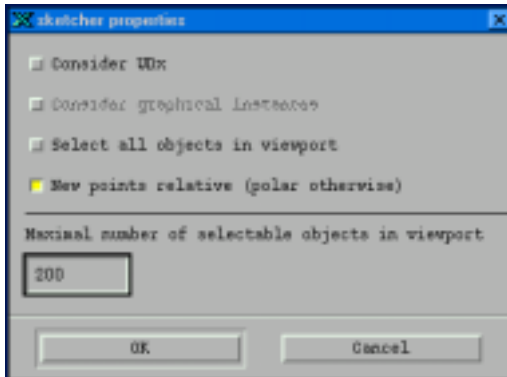 sketcher properties
Consider UDx
Consider graphical instances
Select all objects in viewport
New points relative (polar otherwise)
Maximal number of selectable objects in viewport
200
OK Cancel